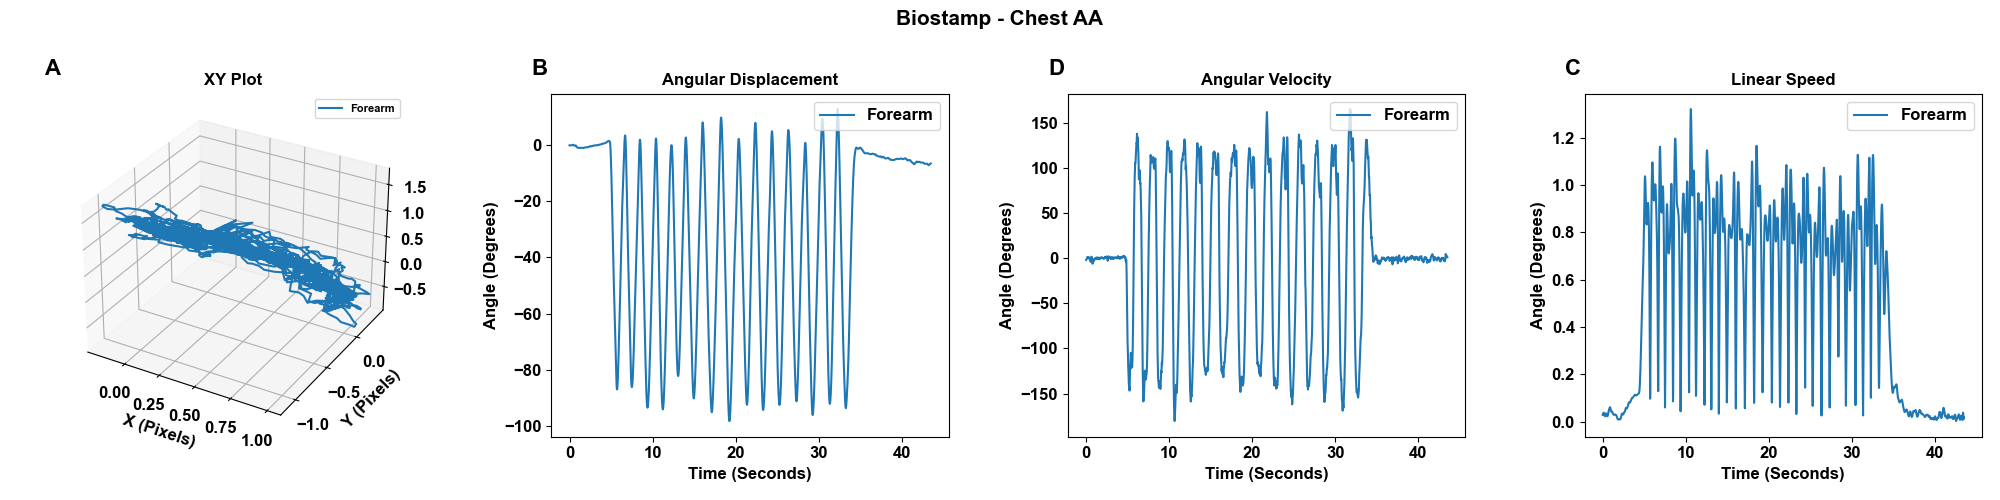 Biostamp - Chest AA
A
XY Plot
Forearm
1.5
1.0
0.5
0.0
−0.5
0.00
0.25
0.50
0.75
1.00
X (Pixels)
0.0
−0.5
−1.0
Y (Pixels)
B
Angular Displacement
Forearm
0
−20
−40
−60
−80
−100
Angle (Degrees)
0 10 20 30 40
Time (Seconds)
D
Angular Velocity
Forearm
150
100
50
0
−50
−100
−150
Angle (Degrees)
0 10 20 30 40
Time (Seconds)
C
Linear Speed
Forearm
1.2
1.0
0.8
0.6
0.4
0.2
0.0
Angle (Degrees)
0 10 20 30 40
Time (Seconds)